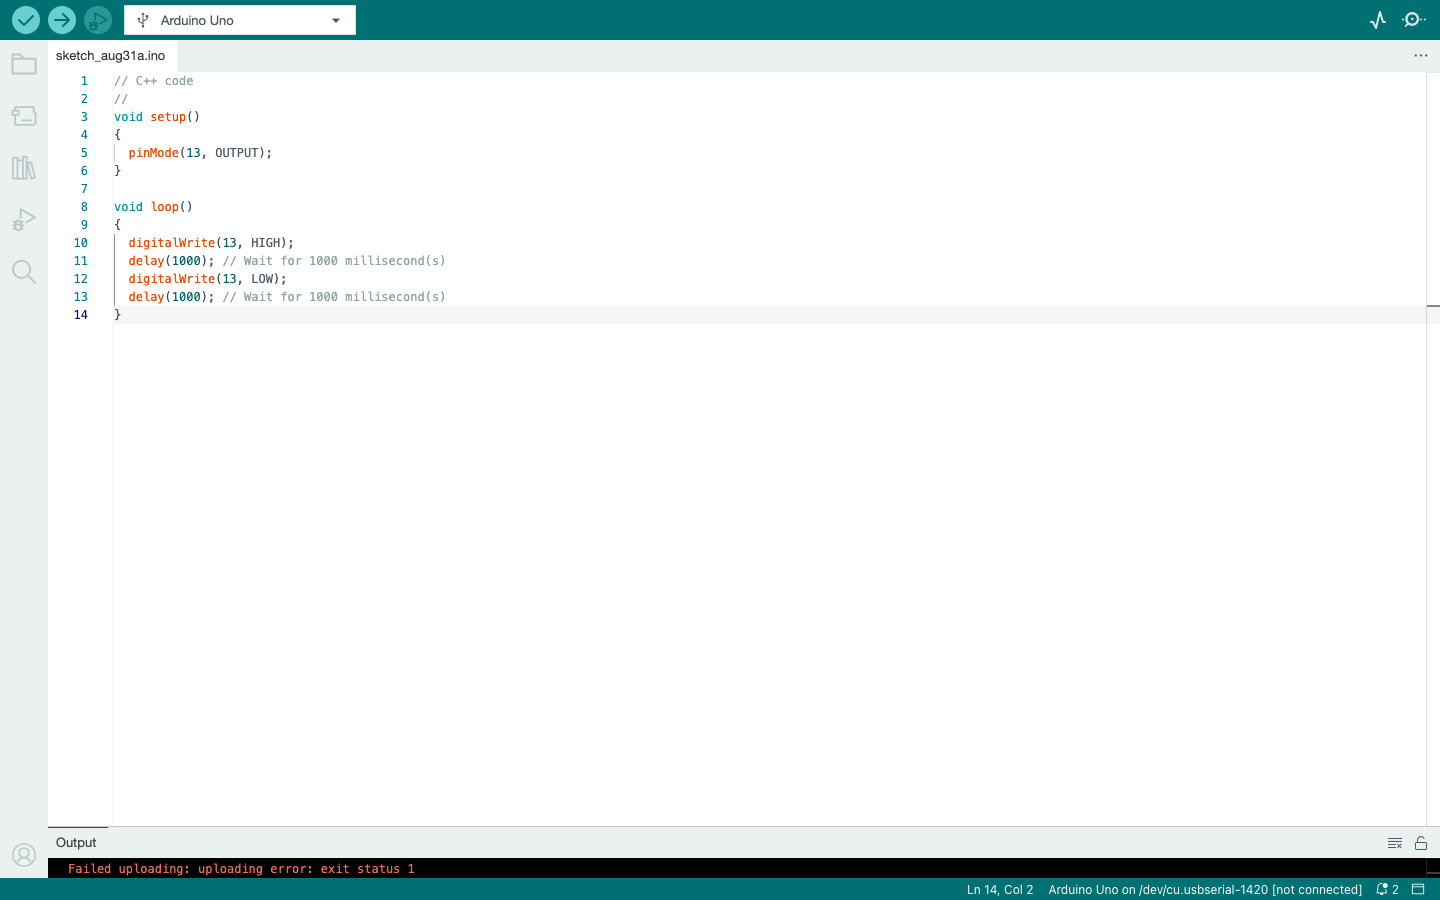 Arduino Uno
sketch_aug31a.ino
1 // C++ code
2 //
3 void setup()
4 {
5 pinMode(13, OUTPUT);
6 }
7
8 void loop()
9 {
10 digitalWrite(13, HIGH);
11 delay(1000); // Wait for 1000 millisecond(s)
12 digitalWrite(13, LOW);
13 delay(1000); // Wait for 1000 millisecond(s)
14 }
Output
Failed uploading: uploading error: exit status 1
Ln 14, Col 2 Arduino Uno on /dev/cu.usbserial-1420 [not connected] 2